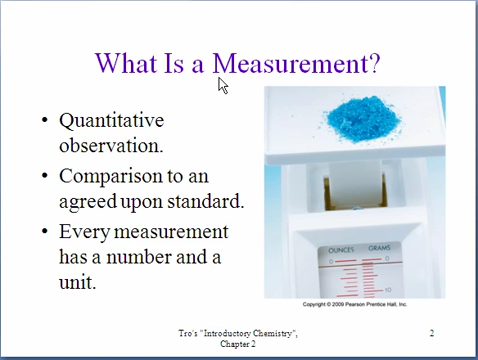 What Is a Measurement?
• Quantitative
observation.
• Comparison to an
agreed upon standard.
• Every measurement
has a number and a
unit.
OUNCES GRAMS
0 0
10
Copyright © 2009 Pearson Prentice Hall, Inc.
Tro's "Introductory Chemistry",
Chapter 2
2